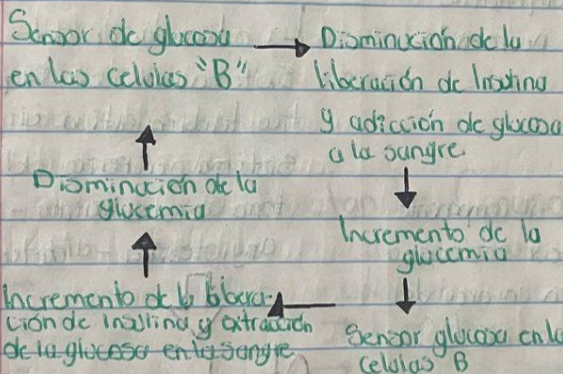 Sensor de glucosa
en las celulas "B"
Disminución de la
liberación de Insulina
y adicción de glucosa
a la sangre
Incremento de la
glucemia
Sensor glucosa en la
celulas B
Incremento de la libera-
ción de insulina y extracción
de la glucosa en la sangre
Disminución de la
glucemia